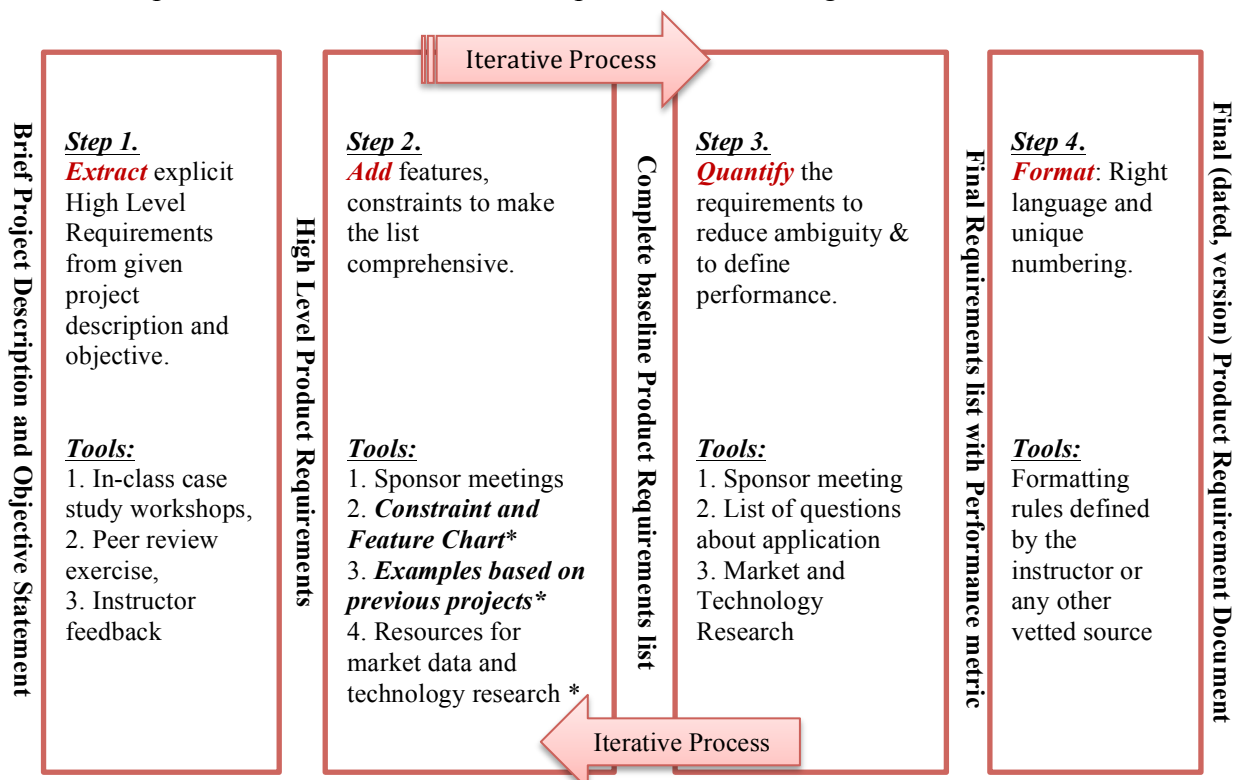 Iterative Process
Brief Project Description and Objective Statement
Step 1.
Extract explicit
High Level
Requirements
from given
project
description and
objective.
Tools:
1. In-class case
study workshops,
2. Peer review
exercise,
3. Instructor
feedback
High Level Product Requirements
Step 2.
Add features,
constraints to make
the list
comprehensive.
Tools:
1. Sponsor meetings
2. Constraint and
Feature Chart*
3. Examples based on
previous projects*
4. Resources for
market data and
technology research *
Complete baseline Product Requirements list
Step 3.
Quantify the
requirements to
reduce ambiguity &
to define
performance.
Tools:
1. Sponsor meeting
2. List of questions
about application
3. Market and
Technology
Research
Final Requirements list with Performance metric
Step 4.
Format: Right
language and
unique
numbering.
Tools:
Formatting
rules defined
by the
instructor or
any other
vetted source
Final (dated, version) Product Requirement Document
Iterative Process